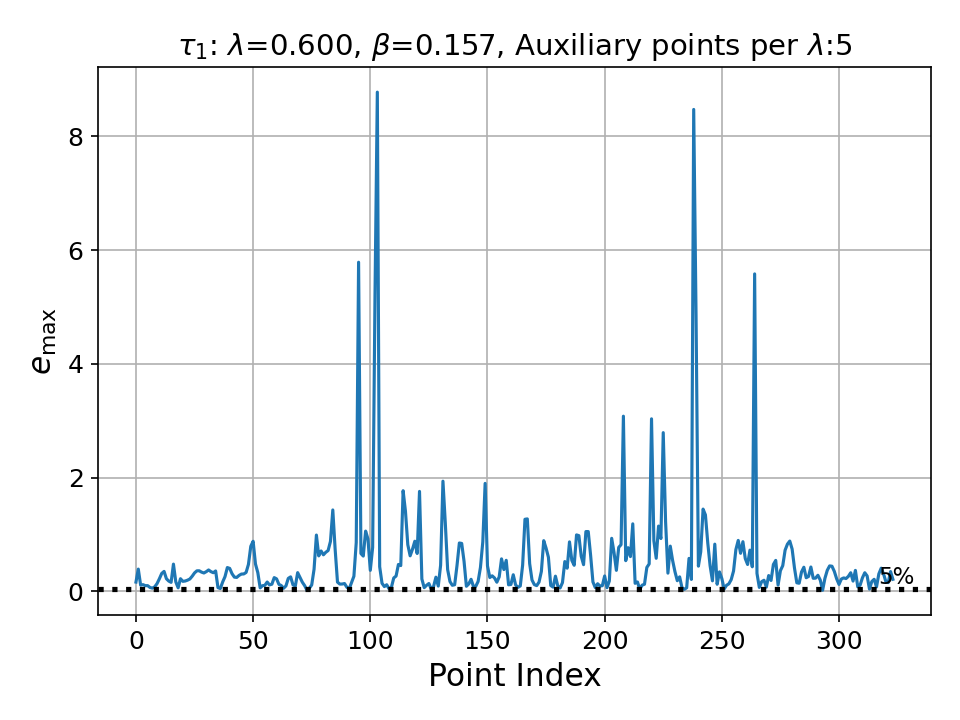 τ₁: λ=0.600, β=0.157, Auxiliary points per λ:5
8
6
4
2
0
e_max
5%
0 50 100 150 200 250 300
Point Index